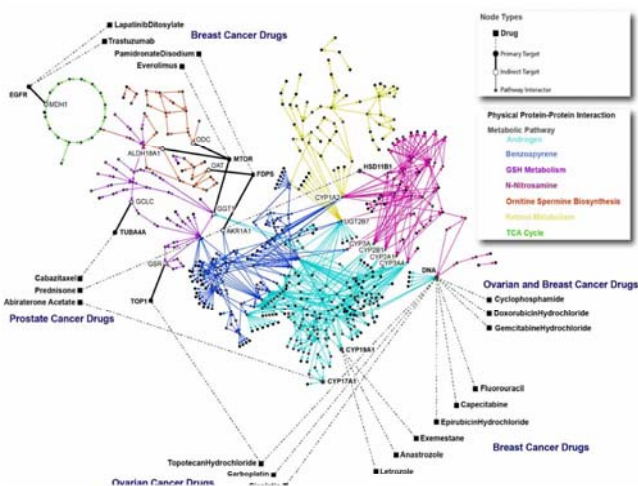 LapatinibDitosylate
Trastuzumab
Breast Cancer Drugs
PamidronateDisodium
Everolimus
EGFR
MDH1
ALDH18A1
ODC
OAT
MTOR
FDPS
HSD11B1
GCLC
GGT1
CYP1A2
UGT2B7
TUBA4A
AKR1A1
CYP3A
CYP2B1
CYP2A1
CYP3A4
GSR
DNA
Cabazitaxel
Prednisone
Abiraterone Acetate
TOP1
Prostate Cancer Drugs
Ovarian and Breast Cancer Drugs
Cyclophosphamide
DoxorubicinHydrochloride
GemcitabineHydrochloride
CYP19A1
CYP17A1
Fluorouracil
Capecitabine
EpirubicinHydrochloride
Exemestane
Breast Cancer Drugs
Anastrozole
Letrozole
TopotecanHydrochloride
Carboplatin
Ovarian Cancer Drugs
Node Types
Drug
Primary Target
Indirect Target
Pathway Interactor
Physical Protein-Protein Interaction
Metabolic Pathway
Androgen
Benzoapyrene
GSH Metabolism
N-Nitrosamine
Ornitine Spermine Biosynthesis
Retinol Metabolism
TCA Cycle